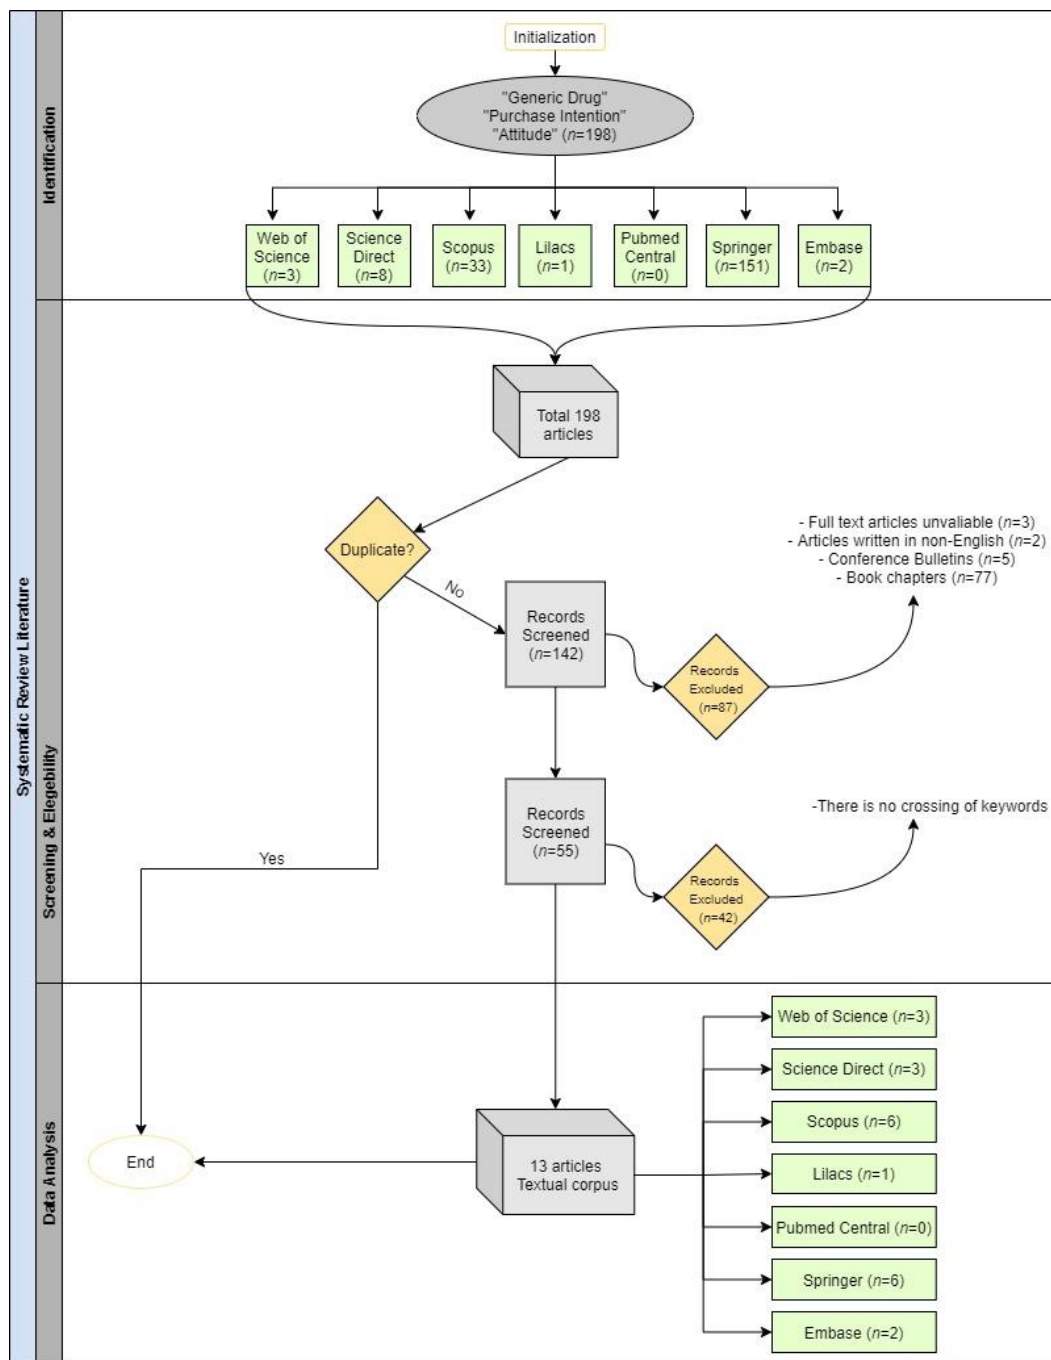 Systematic Review Literature
Identification
Initialization
"Generic Drug"
"Purchase Intention"
"Attitude" (n=198)
Web of
Science
(n=3)
Science
Direct
(n=8)
Scopus
(n=33)
Lilacs
(n=1)
Pubmed
Central
(n=0)
Springer
(n=151)
Embase
(n=2)
Screening & Elegebility
Total 198
articles
Duplicate?
No
Yes
Records
Screened
(n=142)
Records
Excluded
(n=87)
- Full text articles unvaliable (n=3)
- Articles written in non-English (n=2)
- Conference Bulletins (n=5)
- Book chapters (n=77)
Records
Screened
(n=55)
Records
Excluded
(n=42)
-There is no crossing of keywords
Data Analysis
End
13 articles
Textual corpus
Web of Science (n=3)
Science Direct (n=3)
Scopus (n=6)
Lilacs (n=1)
Pubmed Central (n=0)
Springer (n=6)
Embase (n=2)